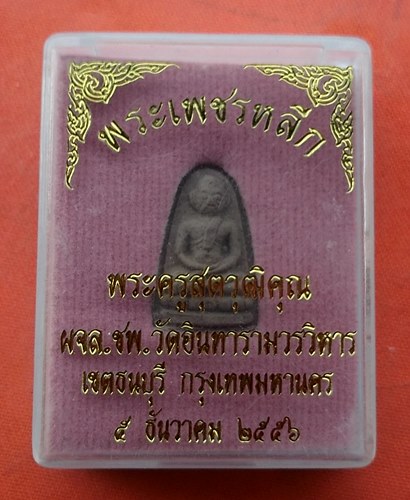 พระเพชรหลีก
พระครูสุตวุฒิคุณ
ผจล.ชพ.วัดอินทารามวรวิหาร
เขตธนบุรี กรุงเทพมหานคร
๕ ธันวาคม ๒๕๕๖